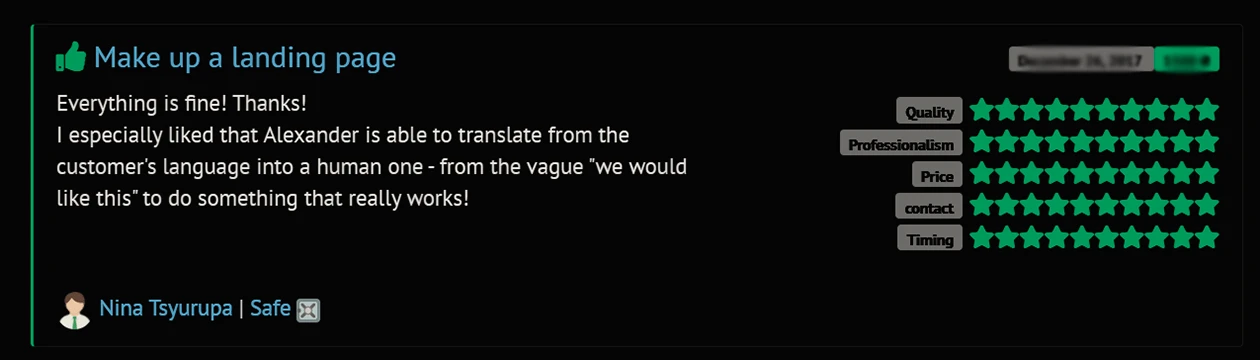 Make up a landing page
Everything is fine! Thanks!
I especially liked that Alexander is able to translate from the
customer's language into a human one - from the vague "we would
like this" to do something that really works!
Quality
Professionalism
Price
contact
Timing
Nina Tsyurupa | Safe